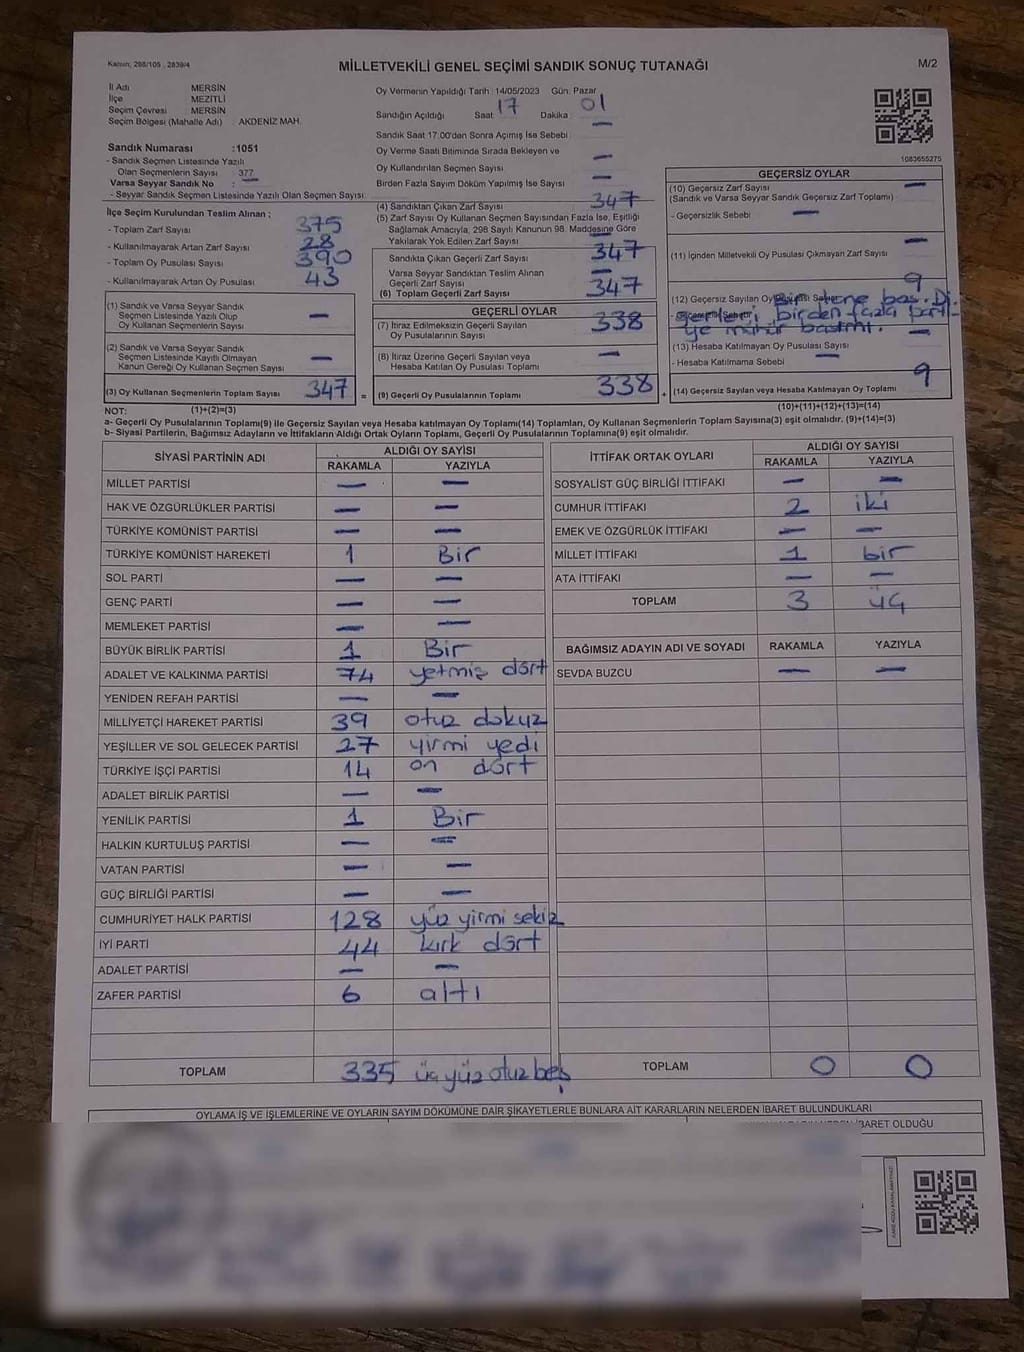 Kanun; 298/105 , 2839/4
MİLLETVEKİLİ GENEL SEÇİMİ SANDIK SONUÇ TUTANAĞI
M/2
İl Adı MERSİN
İlçe MEZİTLİ
Seçim Çevresi MERSİN
Seçim Bölgesi (Mahalle Adı) : AKDENİZ MAH.
Sandık Numarası :1051
- Sandık Seçmen Listesinde Yazılı
Olan Seçmenlerin Sayısı : 377
Varsa Seyyar Sandık No : —
- Seyyar Sandık Seçmen Listesinde Yazılı Olan Seçmen Sayısı
Oy Vermenin Yapıldığı Tarih : 14/05/2023 Gün: Pazar
Sandığın Açıldığı Saat 17 Dakika 01
Sandık Saat 17:00'den Sonra Açımış İse Sebebi —
Oy Verme Saati Bitiminde Sırada Bekleyen ve
Oy Kullandırılan Seçmen Sayısı —
Birden Fazla Sayım Döküm Yapılmış İse Sayısı —
1083655275
İlçe Seçim Kurulundan Teslim Alınan ;
- Toplam Zarf Sayısı 375
- Kullanılmayarak Artan Zarf Sayısı 28
- Toplam Oy Pusulası Sayısı 390
- Kullanılmayarak Artan Oy Pusulası 43
(1) Sandık ve Varsa Seyyar Sandık
Seçmen Listesinde Yazılı Olup
Oy Kullanan Seçmenlerin Sayısı —
(2) Sandık ve Varsa Seyyar Sandık
Seçmen Listesinde Kayıtlı Olmayan
Kanun Gereği Oy Kullanan Seçmen Sayısı —
(3) Oy Kullanan Seçmenlerin Toplam Sayısı 347 =
(4) Sandıktan Çıkan Zarf Sayısı 347
(5) Zarf Sayısı Oy Kullanan Seçmen Sayısından Fazla İse, Eşitliği
Sağlamak Amacıyla, 298 Sayılı Kanunun 98. Maddesine Göre
Yakılarak Yok Edilen Zarf Sayısı —
Sandıkta Çıkan Geçerli Zarf Sayısı 347
Varsa Seyyar Sandıktan Teslim Alınan
Geçerli Zarf Sayısı —
(6) Toplam Geçerli Zarf Sayısı 347
GEÇERLİ OYLAR
(7) İtiraz Edilmeksizin Geçerli Sayılan
Oy Pusulalarının Sayısı 338
(8) İtiraz Üzerine Geçerli Sayılan veya
Hesaba Katılan Oy Pusulası Toplamı —
(9) Geçerli Oy Pusulalarının Toplamı 338 +
GEÇERSİZ OYLAR
(10) Geçersiz Zarf Sayısı —
(Sandık ve Varsa Seyyar Sandık Geçersiz Zarf Toplamı)
- Geçersizlik Sebebi : —
(11) İçinden Milletvekili Oy Pusulası Çıkmayan Zarf Sayısı —
(12) Geçersiz Sayılan Oy Pusulası Sayısı 9
- Geçersizlik Sebebi Bir tane boş. Di-
ğerleri birden fazla parti-
ye mühür basımı.
(13) Hesaba Katılmayan Oy Pusulası Sayısı —
- Hesaba Katılmama Sebebi : —
(14) Geçersiz Sayılan veya Hesaba Katılmayan Oy Toplamı 9
NOT: (1)+(2)=(3) (10)+(11)+(12)+(13)=(14)
a- Geçerli Oy Pusulalarının Toplamı(9) ile Geçersiz Sayılan veya Hesaba katılmayan Oy Toplamı(14) Toplamları, Oy Kullanan Seçmenlerin Toplam Sayısına(3) eşit olmalıdır. (9)+(14)=(3)
b- Siyasi Partilerin, Bağımsız Adayların ve İttifakların Aldığı Ortak Oyların Toplamı, Geçerli Oy Pusulalarının Toplamına(9) eşit olmalıdır.
SİYASİ PARTİNİN ADI ALDIĞI OY SAYISI
RAKAMLA YAZIYLA
MİLLET PARTİSİ — —
HAK VE ÖZGÜRLÜKLER PARTİSİ — —
TÜRKİYE KOMÜNİST PARTİSİ — —
TÜRKİYE KOMÜNİST HAREKETİ 1 Bir
SOL PARTİ — —
GENÇ PARTİ — —
MEMLEKET PARTİSİ — —
BÜYÜK BİRLİK PARTİSİ 1 Bir
ADALET VE KALKINMA PARTİSİ 74 yetmiş dört
YENİDEN REFAH PARTİSİ — —
MİLLİYETÇİ HAREKET PARTİSİ 39 otuz dokuz
YEŞİLLER VE SOL GELECEK PARTİSİ 27 yirmi yedi
TÜRKİYE İŞÇİ PARTİSİ 14 on dört
ADALET BİRLİK PARTİSİ — —
YENİLİK PARTİSİ 1 Bir
HALKIN KURTULUŞ PARTİSİ — —
VATAN PARTİSİ — —
GÜÇ BİRLİĞİ PARTİSİ — —
CUMHURİYET HALK PARTİSİ 128 yüz yirmi sekiz
İYİ PARTİ 44 kırk dört
ADALET PARTİSİ — —
ZAFER PARTİSİ 6 altı
TOPLAM 335 üç yüz otuz beş
İTTİFAK ORTAK OYLARI ALDIĞI OY SAYISI
RAKAMLA YAZIYLA
SOSYALİST GÜÇ BİRLİĞİ İTTİFAKI — —
CUMHUR İTTİFAKI 2 iki
EMEK VE ÖZGÜRLÜK İTTİFAKI — —
MİLLET İTTİFAKI 1 bir
ATA İTTİFAKI — —
TOPLAM 3 üç
BAĞIMSIZ ADAYIN ADI VE SOYADI RAKAMLA YAZIYLA
SEVDA BUZCU — —
TOPLAM 0 0
OYLAMA İŞ VE İŞLEMLERİNE VE OYLARIN SAYIM DÖKÜMÜNE DAİR ŞİKAYETLERLE BUNLARA AİT KARARLARIN NELERDEN İBARET BULUNDUKLARI
İBARET OLDUĞU